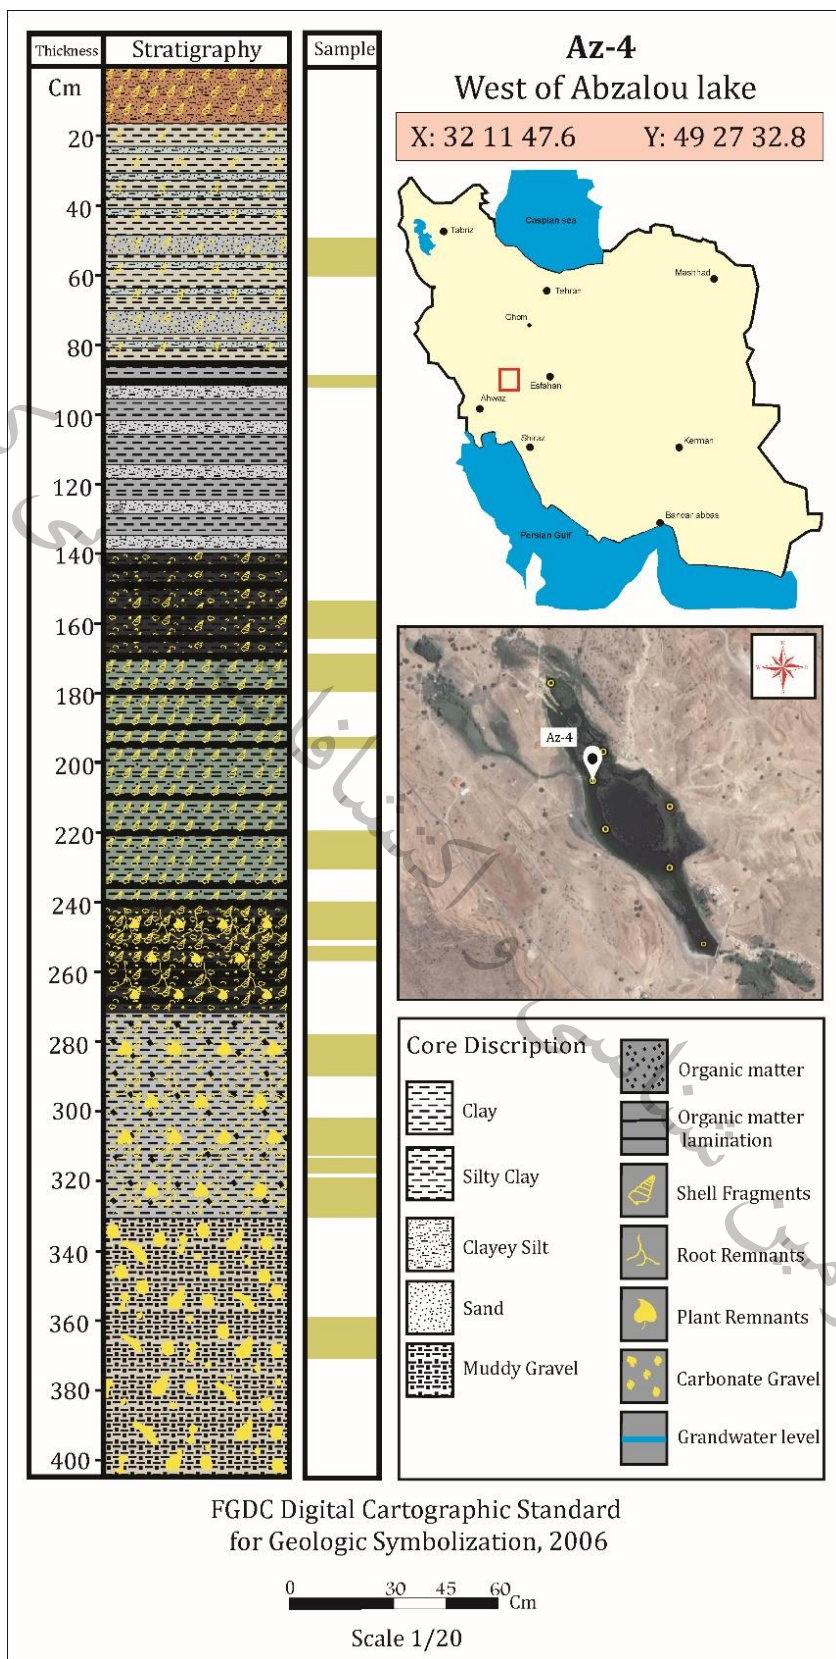 Thickness
Stratigraphy
Sample
Cm
20
40
60
80
100
120
140
160
180
200
220
240
260
280
300
320
340
360
380
400
Az-4
West of Abzalou lake
X: 32 11 47.6 Y: 49 27 32.8
Caspian sea
Tabriz
Mashhad
Tehran
Ghom
Esfahan
Ahwaz
Shiraz
Kerman
Bandar abbas
Persian Gulf
N
W
E
S
Az-4
Core Discription
Clay
Silty Clay
Clayey Silt
Sand
Muddy Gravel
Organic matter
Organic matter
lamination
Shell Fragments
Root Remnants
Plant Remnants
Carbonate Gravel
Grandwater level
FGDC Digital Cartographic Standard
for Geologic Symbolization, 2006
0 30 45 60 Cm
Scale 1/20